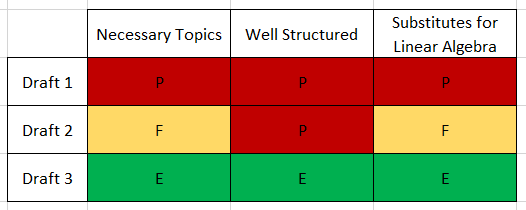 Necessary Topics Well Structured Substitutes for
Linear Algebra
Draft 1 P P P
Draft 2 F P F
Draft 3 E E E